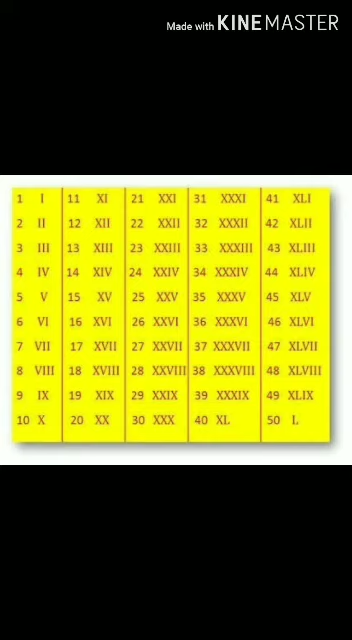 Made with KINEMASTER
1 I 11 XI 21 XXI 31 XXXI 41 XLI
2 II 12 XII 22 XXII 32 XXXII 42 XLII
3 III 13 XIII 23 XXIII 33 XXXIII 43 XLIII
4 IV 14 XIV 24 XXIV 34 XXXIV 44 XLIV
5 V 15 XV 25 XXV 35 XXXV 45 XLV
6 VI 16 XVI 26 XXVI 36 XXXVI 46 XLVI
7 VII 17 XVII 27 XXVII 37 XXXVII 47 XLVII
8 VIII 18 XVIII 28 XXVIII 38 XXXVIII 48 XLVIII
9 IX 19 XIX 29 XXIX 39 XXXIX 49 XLIX
10 X 20 XX 30 XXX 40 XL 50 L